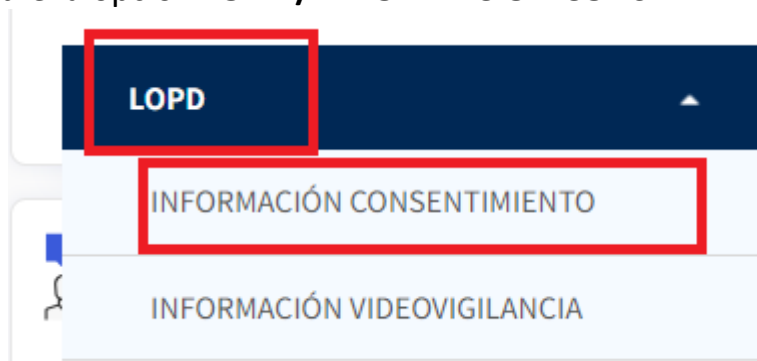 LOPD
INFORMACIÓN CONSENTIMIENTO
INFORMACIÓN VIDEOVIGILANCIA